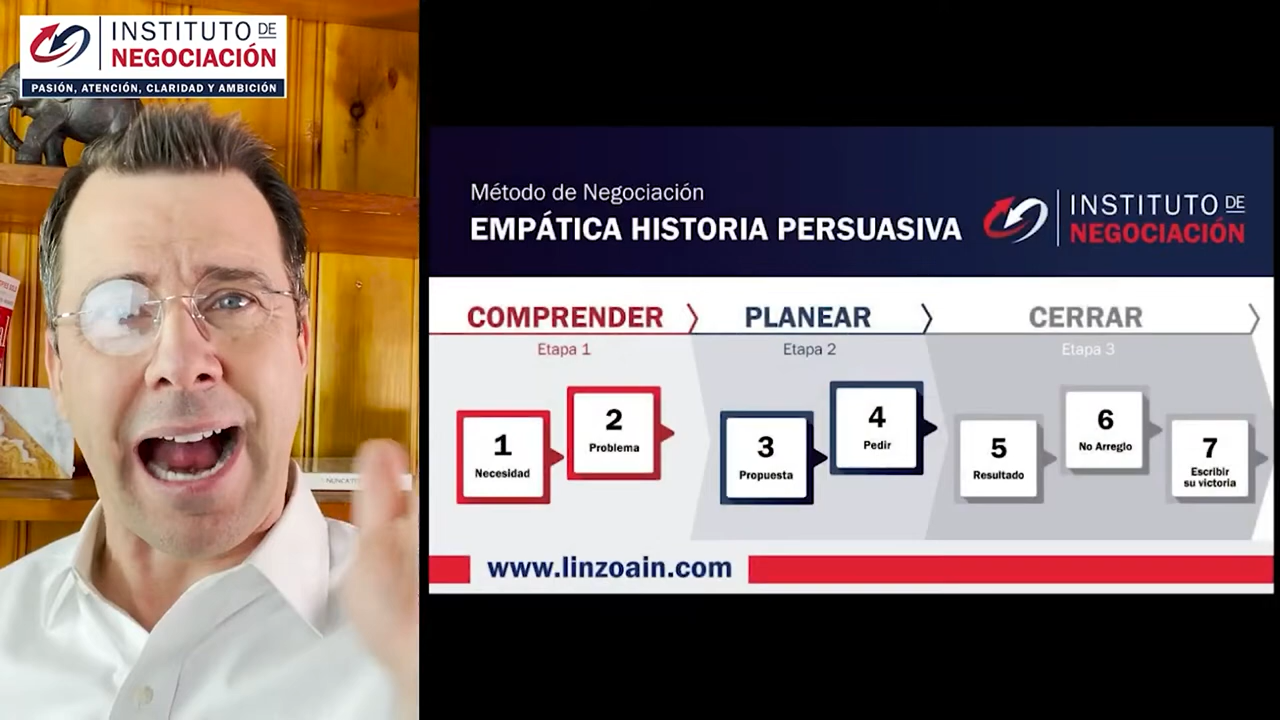 INSTITUTO DE
NEGOCIACIÓN
PASIÓN, ATENCIÓN, CLARIDAD Y AMBICIÓN
Método de Negociación
EMPÁTICA HISTORIA PERSUASIVA
INSTITUTO DE
NEGOCIACIÓN
COMPRENDER
PLANEAR
CERRAR
Etapa 1
Etapa 2
Etapa 3
1
Necesidad
2
Problema
3
Propuesta
4
Pedir
5
Resultado
6
No Arreglo
7
Escribir
su victoria
www.linzoain.com